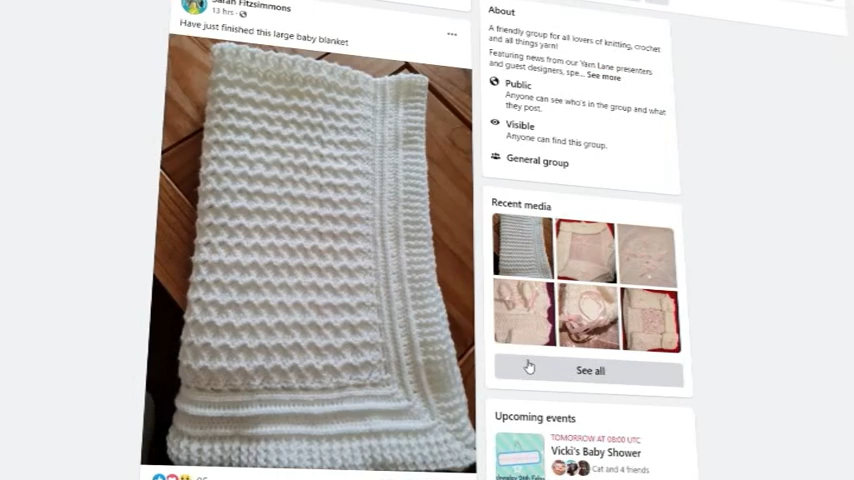 Sarah Fitzsimmons
13 hrs ·
Have just finished this large baby blanket
About
A friendly group for all lovers of knitting, crochet
and all things yarn!
Featuring news from our Yarn Lane presenters
and guest designers, spe... See more
Public
Anyone can see who's in the group and what
they post.
Visible
Anyone can find this group.
General group
Recent media
See all
Upcoming events
TOMORROW AT 08:00 UTC
Vicki's Baby Shower
Cat and 4 friends